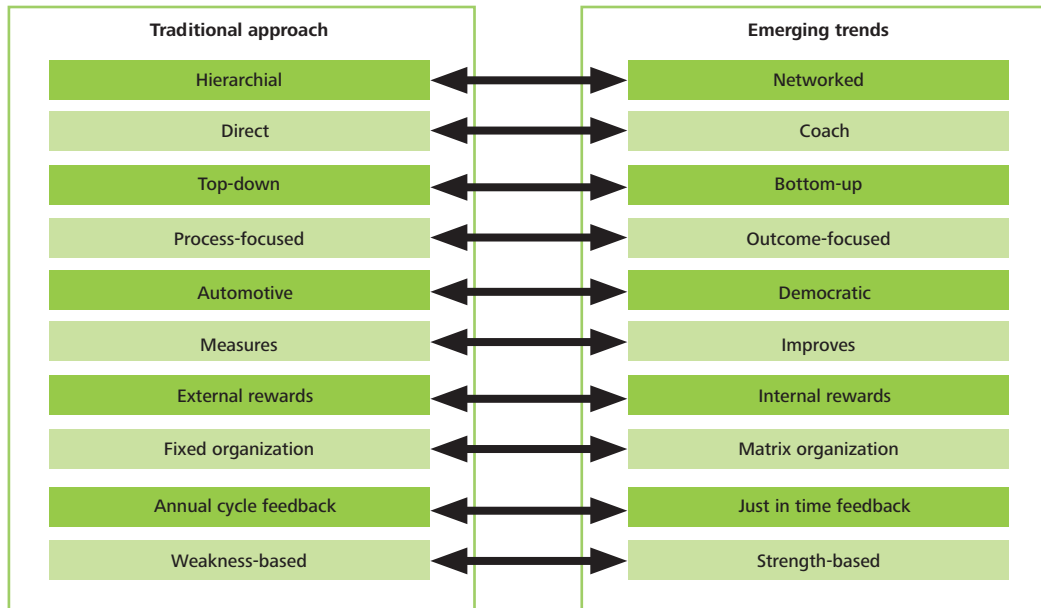 Traditional approach
Emerging trends
Hierarchial
Networked
Direct
Coach
Top-down
Bottom-up
Process-focused
Outcome-focused
Automotive
Democratic
Measures
Improves
External rewards
Internal rewards
Fixed organization
Matrix organization
Annual cycle feedback
Just in time feedback
Weakness-based
Strength-based